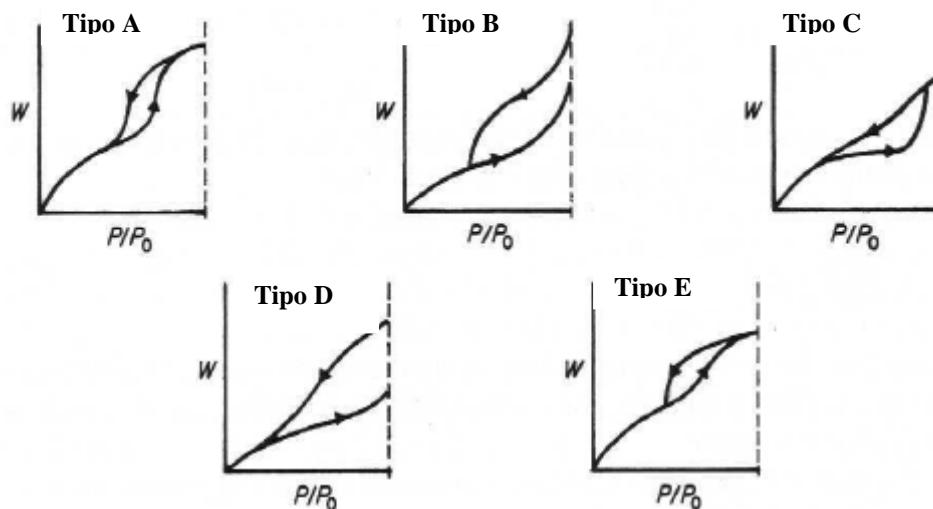 Tipo A
W
P/P₀
Tipo B
W
P/P₀
Tipo C
W
P/P₀
Tipo D
W
P/P₀
Tipo E
W
P/P₀